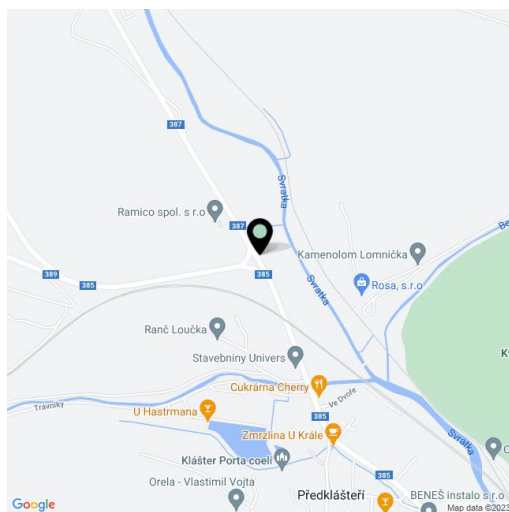 387
Svratka
Ramico spol. s r.o
387
Kamenolom Lomnička
Be
389
385
385
Svratka
Rosa, s.r.o
Ranč Loučka
Stavebniny Univers
K
Cukrárna Cherry
Trávníky
Ve Dvoře
U Hastrmana
385
Zmrzlina U Krále
Svratka
Klášter Porta coeli
C
385
Orela - Vlastimil Vojta
Předklášteří
BENEŠ instalo s r.o
Google
Map data ©2023